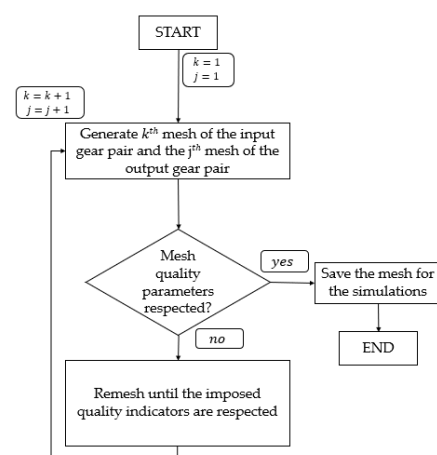 START
k = 1
j = 1
k = k + 1
j = j + 1
Generate kth mesh of the input
gear pair and the jth mesh of the
output gear pair
Mesh
quality
parameters
respected?
yes
Save the mesh for
the simulations
no
END
Remesh until the imposed
quality indicators are respected